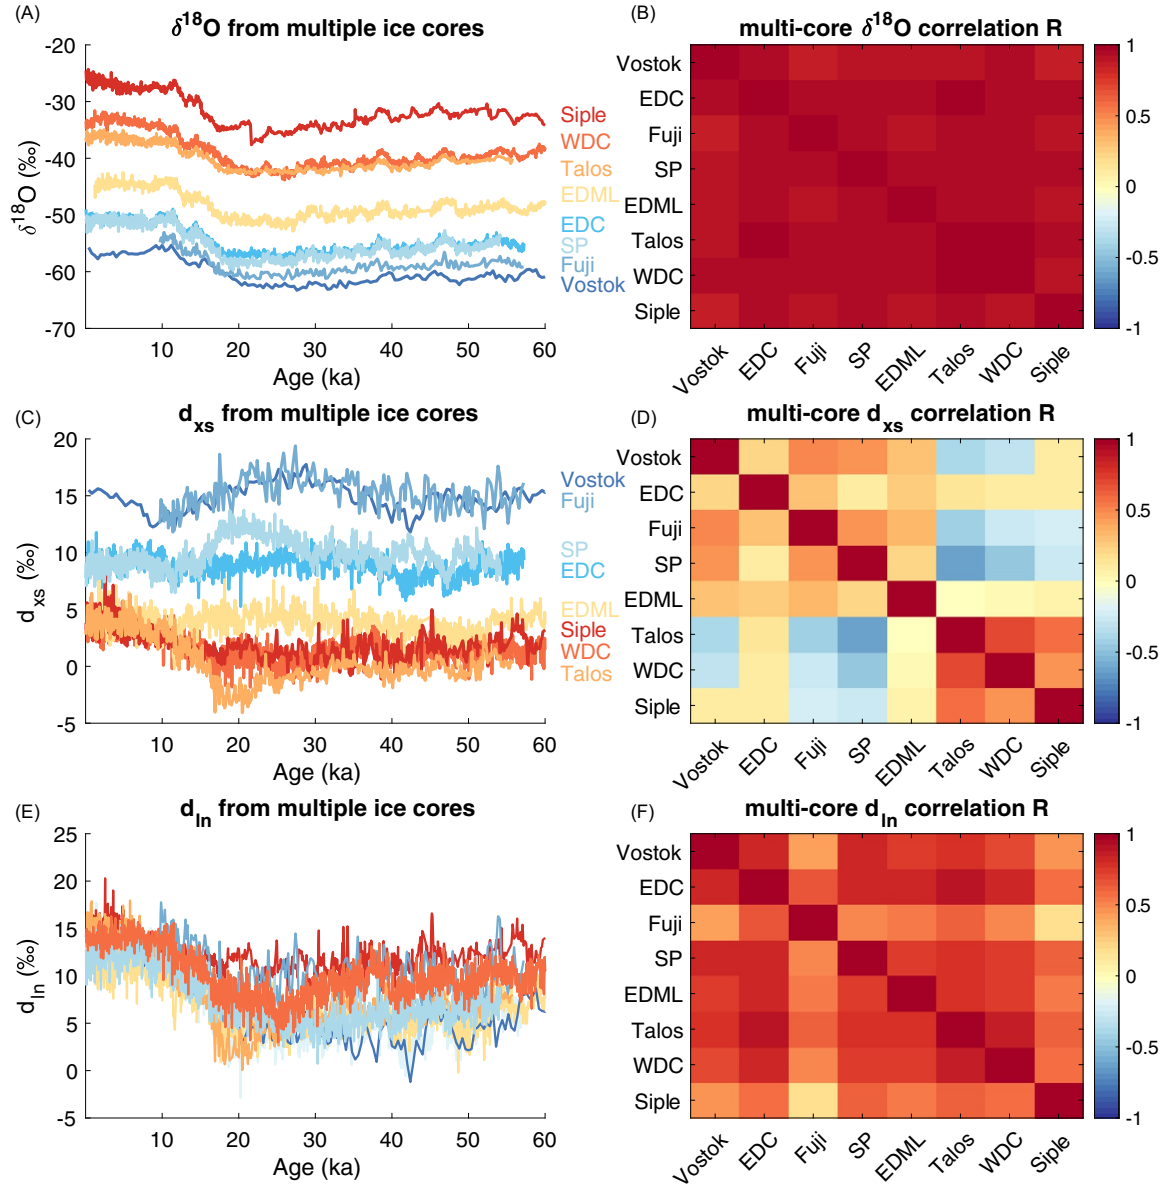 (A)
δ18O from multiple ice cores
δ18O (‰)
-20
-30
-40
-50
-60
-70
10
20
30
40
50
60
Age (ka)
Siple
WDC
Talos
EDML
EDC
SP
Fuji
Vostok
(B)
multi-core δ18O correlation R
Vostok
EDC
Fuji
SP
EDML
Talos
WDC
Siple
Vostok
EDC
Fuji
SP
EDML
Talos
WDC
Siple
1
0.5
0
-0.5
-1
(C)
dxs from multiple ice cores
dxs (‰)
20
15
10
5
0
-5
10
20
30
40
50
60
Age (ka)
Vostok
Fuji
SP
EDC
EDML
Siple
WDC
Talos
(D)
multi-core dxs correlation R
Vostok
EDC
Fuji
SP
EDML
Talos
WDC
Siple
Vostok
EDC
Fuji
SP
EDML
Talos
WDC
Siple
1
0.5
0
-0.5
-1
(E)
dln from multiple ice cores
dln (‰)
25
20
15
10
5
0
-5
10
20
30
40
50
60
Age (ka)
(F)
multi-core dln correlation R
Vostok
EDC
Fuji
SP
EDML
Talos
WDC
Siple
Vostok
EDC
Fuji
SP
EDML
Talos
WDC
Siple
1
0.5
0
-0.5
-1